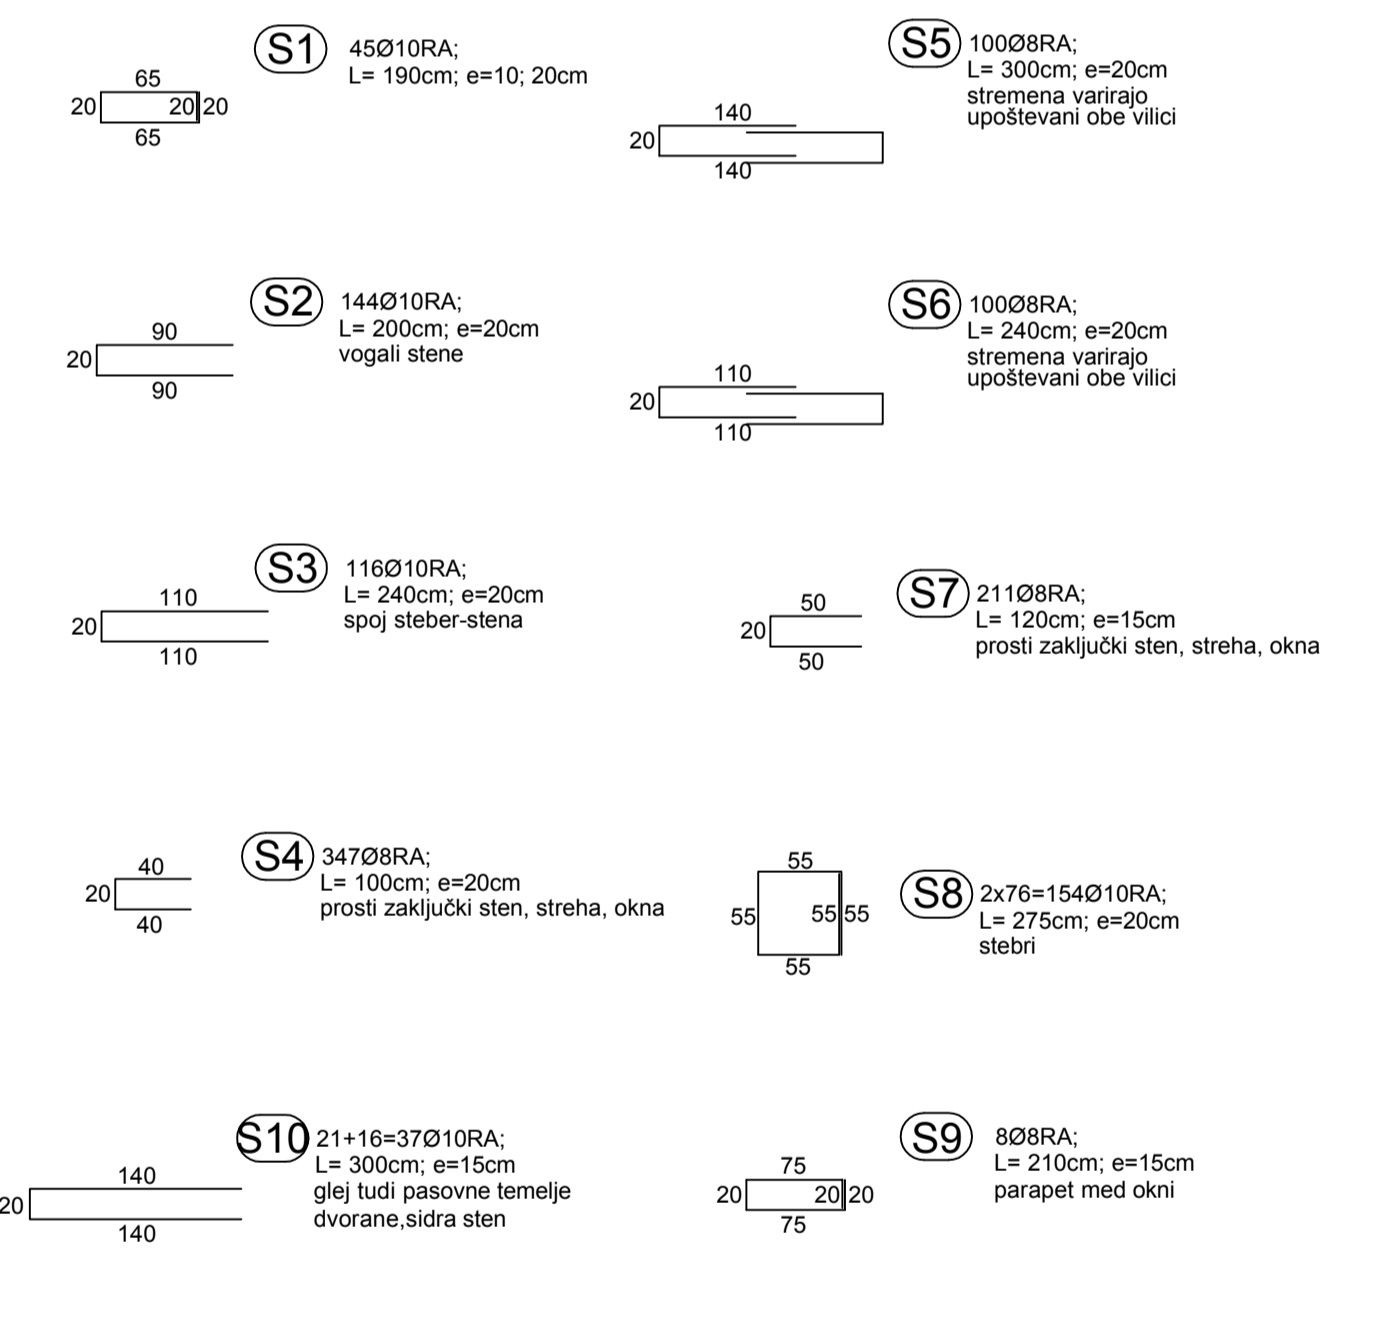 S1
45Ø10RA;
L= 190cm; e=10; 20cm
65
20 20 20
65
S5
100Ø8RA;
L= 300cm; e=20cm
stremena varirajo
upoštevani obe vilici
140
20
140
S2
144Ø10RA;
L= 200cm; e=20cm
vogali stene
90
20
90
S6
100Ø8RA;
L= 240cm; e=20cm
stremena varirajo
upoštevani obe vilici
110
20
110
S3
116Ø10RA;
L= 240cm; e=20cm
spoj steber-stena
110
20
110
S7
211Ø8RA;
L= 120cm; e=15cm
prosti zaključki sten, streha, okna
50
20
50
S4
347Ø8RA;
L= 100cm; e=20cm
prosti zaključki sten, streha, okna
40
20
40
S8
2x76=154Ø10RA;
L= 275cm; e=20cm
stebri
55
55 55 55
55
S10
21+16=37Ø10RA;
L= 300cm; e=15cm
glej tudi pasovne temelje
dvorane,sidra sten
140
20
140
S9
8Ø8RA;
L= 210cm; e=15cm
parapet med okni
75
20 20 20
75